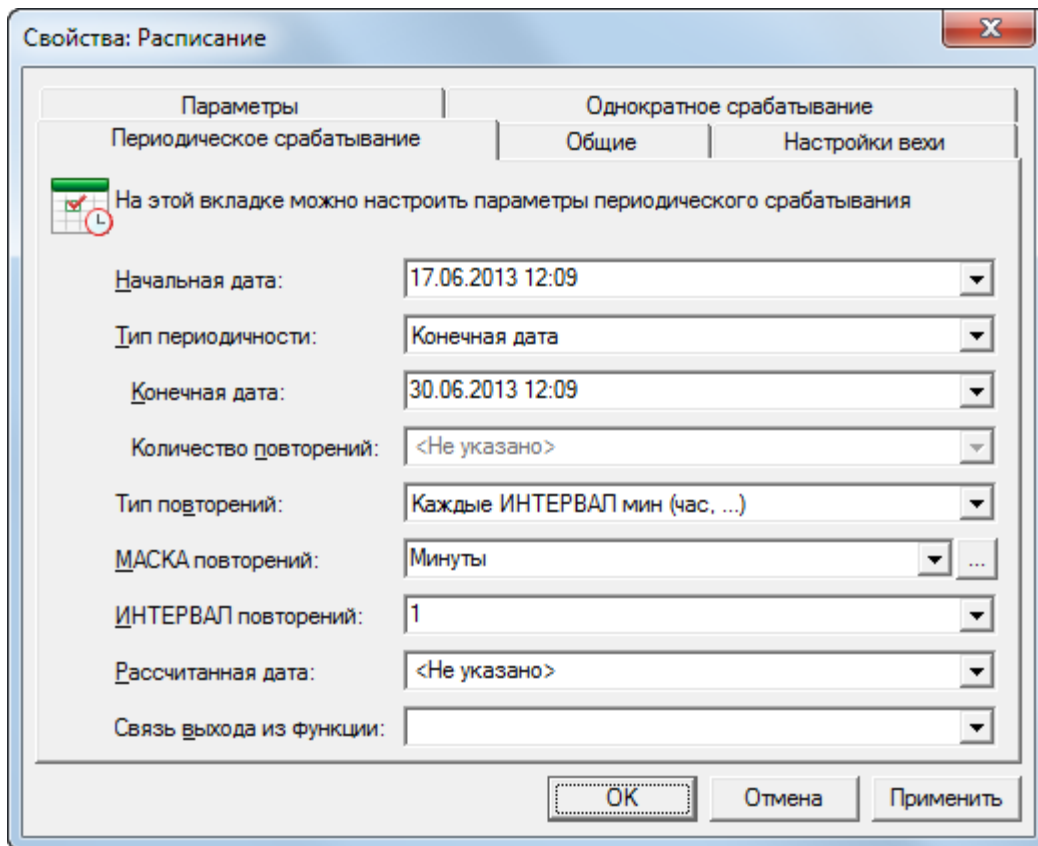 Свойства: Расписание
Параметры
Однократное срабатывание
Периодическое срабатывание
Общие
Настройки вехи
На этой вкладке можно настроить параметры периодического срабатывания
Начальная дата: 17.06.2013 12:09
Тип периодичности: Конечная дата
Конечная дата: 30.06.2013 12:09
Количество повторений: <Не указано>
Тип повторений: Каждые ИНТЕРВАЛ мин (час, ...)
МАСКА повторений: Минуты ...
ИНТЕРВАЛ повторений: 1
Рассчитанная дата: <Не указано>
Связь выхода из функции:
OK Отмена Применить